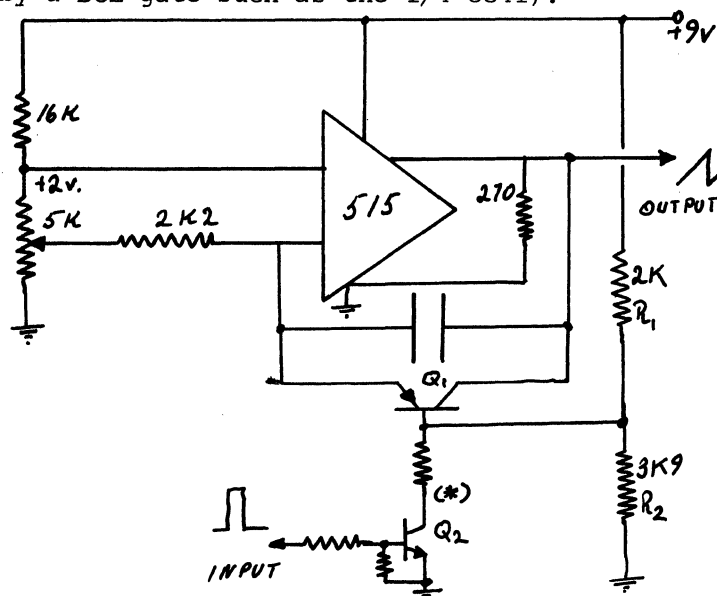 +9V
16K
+2v.
5K
2K2
515
270
OUTPUT
2K
R1
Q1
3K9
R2
(*)
Q2
INPUT